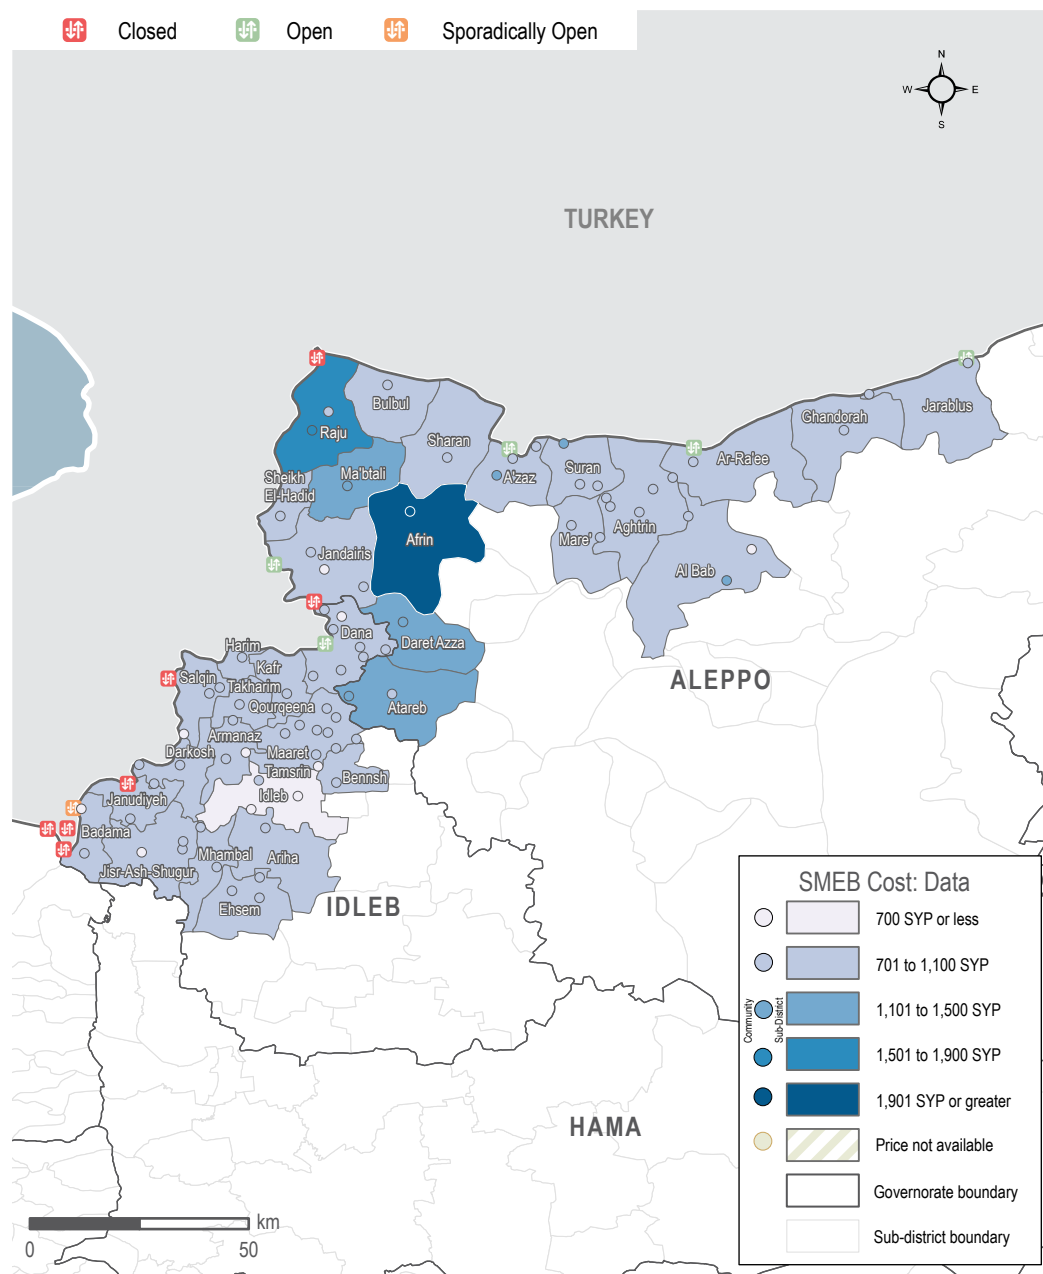 Closed Open Sporadically Open
N
W E
S
TURKEY
Bulbul
Raju
Sharan
Ghandorah
Jarablus
Ma'btali
Sheikh
El-Hadid
A'zaz
Suran
Ar-Ra'ee
Afrin
Mare'
Aghtrin
Jandairis
Al Bab
Dana
Daret Azza
Harim
Kafr
Takharim
Salqin
Qourqeena
Atareb
ALEPPO
Armanaz
Darkosh
Maaret
Tamsrin
Bennsh
Idleb
Janudiyeh
Badama
Mhambal
Ariha
Jisr-Ash-Shugur
Ehsem
IDLEB
HAMA
SMEB Cost: Data
700 SYP or less
701 to 1,100 SYP
1,101 to 1,500 SYP
Community
Sub-District
1,501 to 1,900 SYP
1,901 SYP or greater
Price not available
Governorate boundary
Sub-district boundary
km
0 50